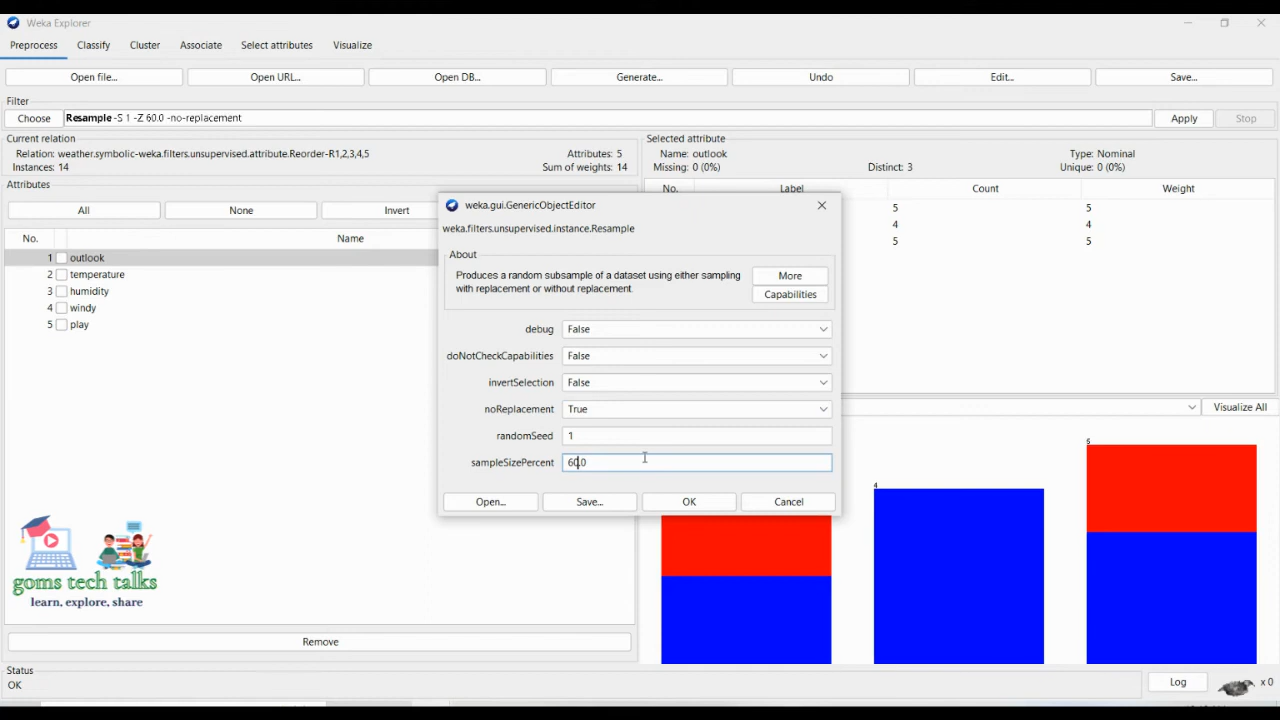 Weka Explorer
Preprocess Classify Cluster Associate Select attributes Visualize
Open file... Open URL... Open DB... Generate... Undo Edit... Save...
Filter
Choose Resample -S 1 -Z 60.0 -no-replacement Apply Stop
Current relation
Relation: weather.symbolic-weka.filters.unsupervised.attribute.Reorder-R1,2,3,4,5 Attributes: 5
Instances: 14 Sum of weights: 14
Selected attribute
Name: outlook Type: Nominal
Missing: 0 (0%) Distinct: 3 Unique: 0 (0%)
No. Label Count Weight
5 5
4 4
5 5
Attributes
All None Invert
No. Name
1 outlook
2 temperature
3 humidity
4 windy
5 play
weka.gui.GenericObjectEditor
weka.filters.unsupervised.instance.Resample
About
Produces a random subsample of a dataset using either sampling
with replacement or without replacement.
More
Capabilities
debug False
doNotCheckCapabilities False
invertSelection False
noReplacement True
randomSeed 1
sampleSizePercent 60.0
Open... Save... OK Cancel
Visualize All
4
goms tech talks
learn, explore, share
Remove
Status
OK
Log x 0